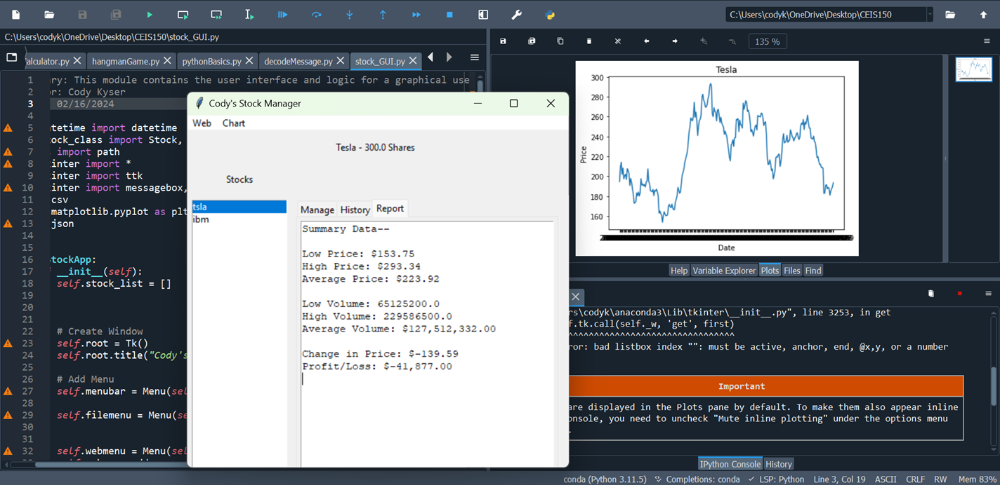 C:\Users\codyk\OneDrive\Desktop\CEIS150
C:\Users\codyk\OneDrive\Desktop\CEIS150\stock_GUI.py
alculator.py
hangmanGame.py
pythonBasics.py
decodeMessage.py
stock_GUI.py
1 ry: This module contains the user interface and logic for a graphical use
2 r: Cody Kyser
3 02/16/2024
4
5 tetime import datetime
6 tock_class import Stock,
7 import path
8 inter import *
9 inter import ttk
10 inter import messagebox,
11 csv
12 matplotlib.pyplot as plt
13 json
14
15
16 tockApp:
17 __init__(self):
18 self.stock_list = []
19
20
21
22 # Create Window
23 self.root = Tk()
24 self.root.title("Cody's
25
26 # Add Menu
27 self.menubar = Menu(sel
28
29 self.filemenu = Menu(se
30
31
32 self.webmenu = Menu(sel
Cody's Stock Manager
Web Chart
Tesla - 300.0 Shares
Stocks
tsla
ibm
Manage History Report
Summary Data--
Low Price: $153.75
High Price: $293.34
Average Price: $223.92
Low Volume: 65125200.0
High Volume: 229586500.0
Average Volume: $127,512,332.00
Change in Price: $-139.59
Profit/Loss: $-41,877.00
135 %
Tesla
300
280
260
240
220
200
180
160
Price
Date
Help Variable Explorer Plots Files Find
rs\codyk\anaconda3\Lib\tkinter\__init__.py", line 3253, in get
f.tk.call(self._w, 'get', first)
^^^^^^^^^^^^^^^^^^^^^^^^^^^^^^^^
ror: bad listbox index "": must be active, anchor, end, @x,y, or a number
Important
are displayed in the Plots pane by default. To make them also appear inline
onsole, you need to uncheck "Mute inline plotting" under the options menu
.
IPython Console History
conda (Python 3.11.5) Completions: conda LSP: Python Line 3, Col 19 ASCII CRLF RW Mem 83%